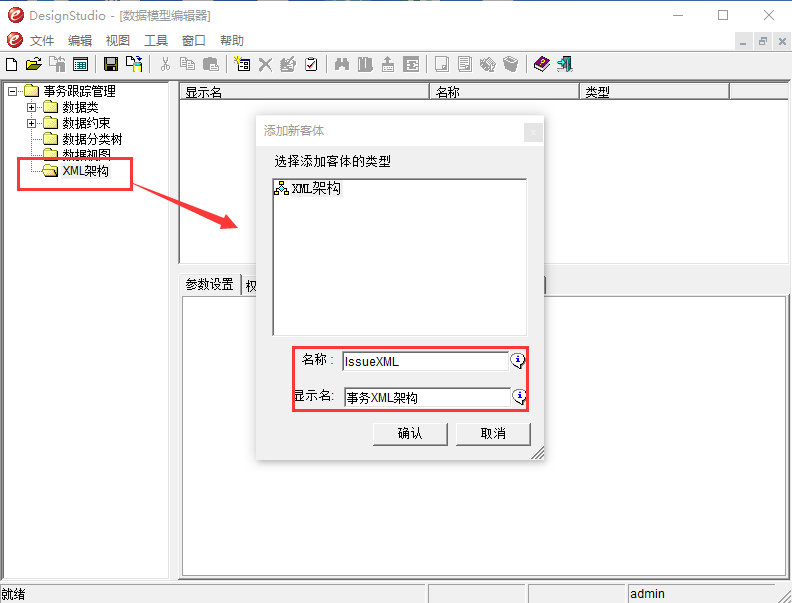 DesignStudio - [数据模型编辑器]
文件 编辑 视图 工具 窗口 帮助
事务跟踪管理
数据类
数据约束
数据分类树
数据视图
XML架构
显示名 名称 类型
添加新客体
选择添加客体的类型
XML架构
参数设置 权
名称：
IssueXML
显示名:
事务XML架构
确认 取消
就绪 admin